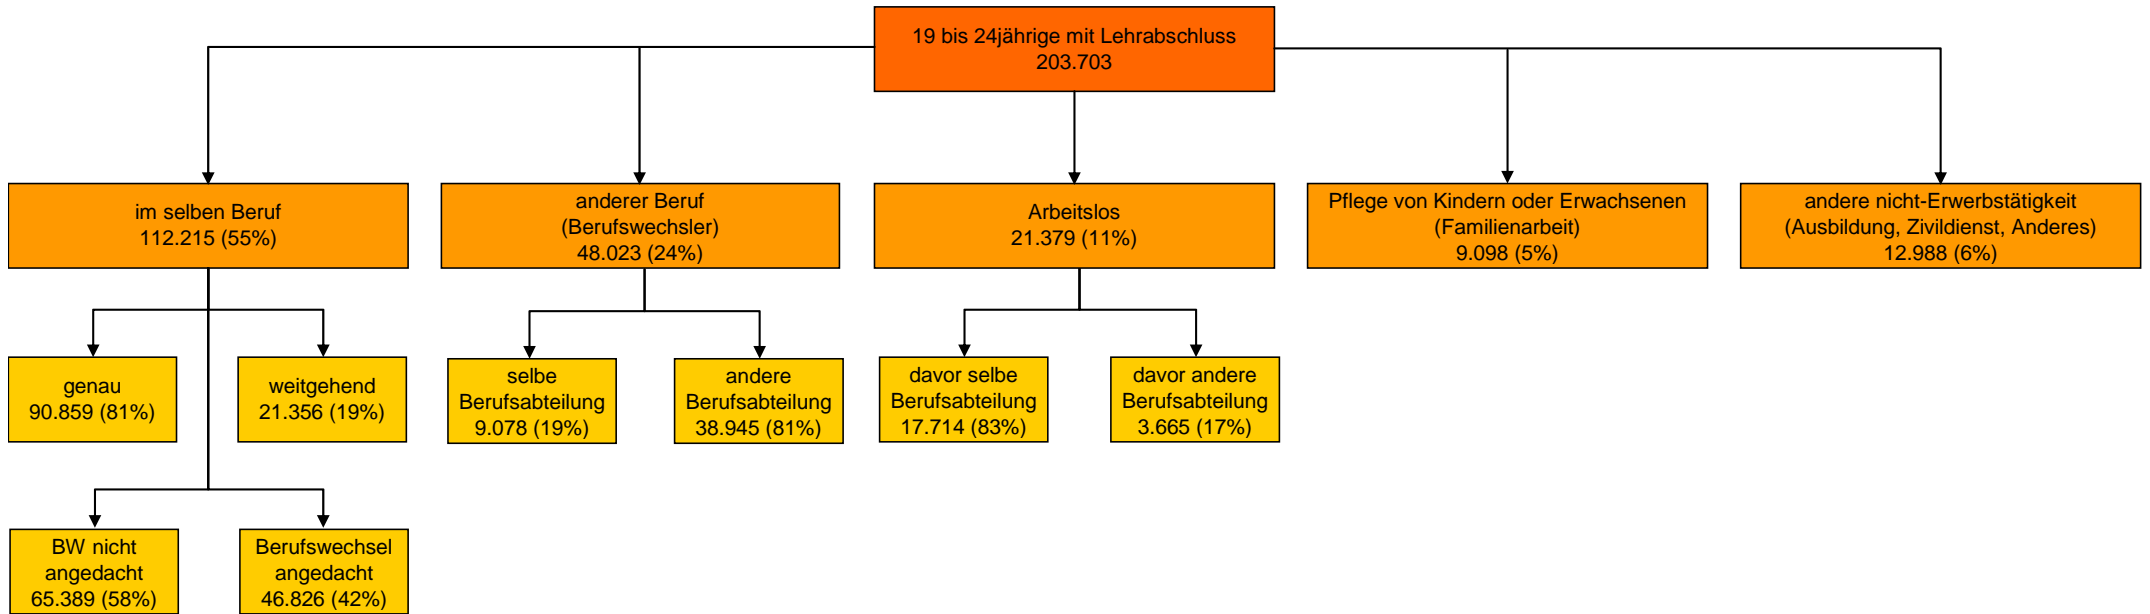 19 bis 24jährige mit Lehrabschluss
203.703
im selben Beruf
112.215 (55%)
anderer Beruf
(Berufswechsler)
48.023 (24%)
Arbeitslos
21.379 (11%)
Pflege von Kindern oder Erwachsenen
(Familienarbeit)
9.098 (5%)
andere nicht-Erwerbstätigkeit
(Ausbildung, Zivildienst, Anderes)
12.988 (6%)
genau
90.859 (81%)
weitgehend
21.356 (19%)
selbe
Berufsabteilung
9.078 (19%)
andere
Berufsabteilung
38.945 (81%)
davor selbe
Berufsabteilung
17.714 (83%)
davor andere
Berufsabteilung
3.665 (17%)
BW nicht
angedacht
65.389 (58%)
Berufswechsel
angedacht
46.826 (42%)